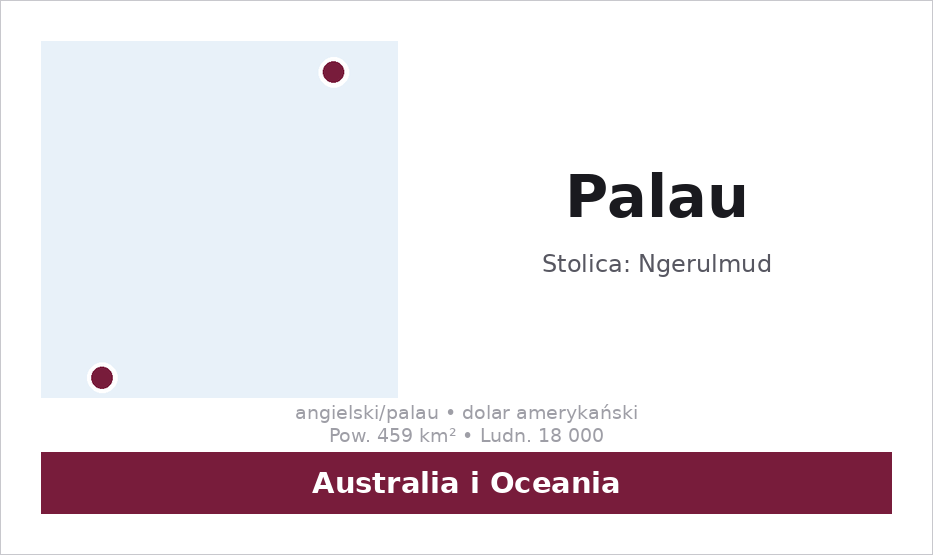 Palau
Stolica: Ngerulmud
angielski/palau • dolar amerykański
Pow. 459 km² • Ludn. 18 000
Australia i Oceania